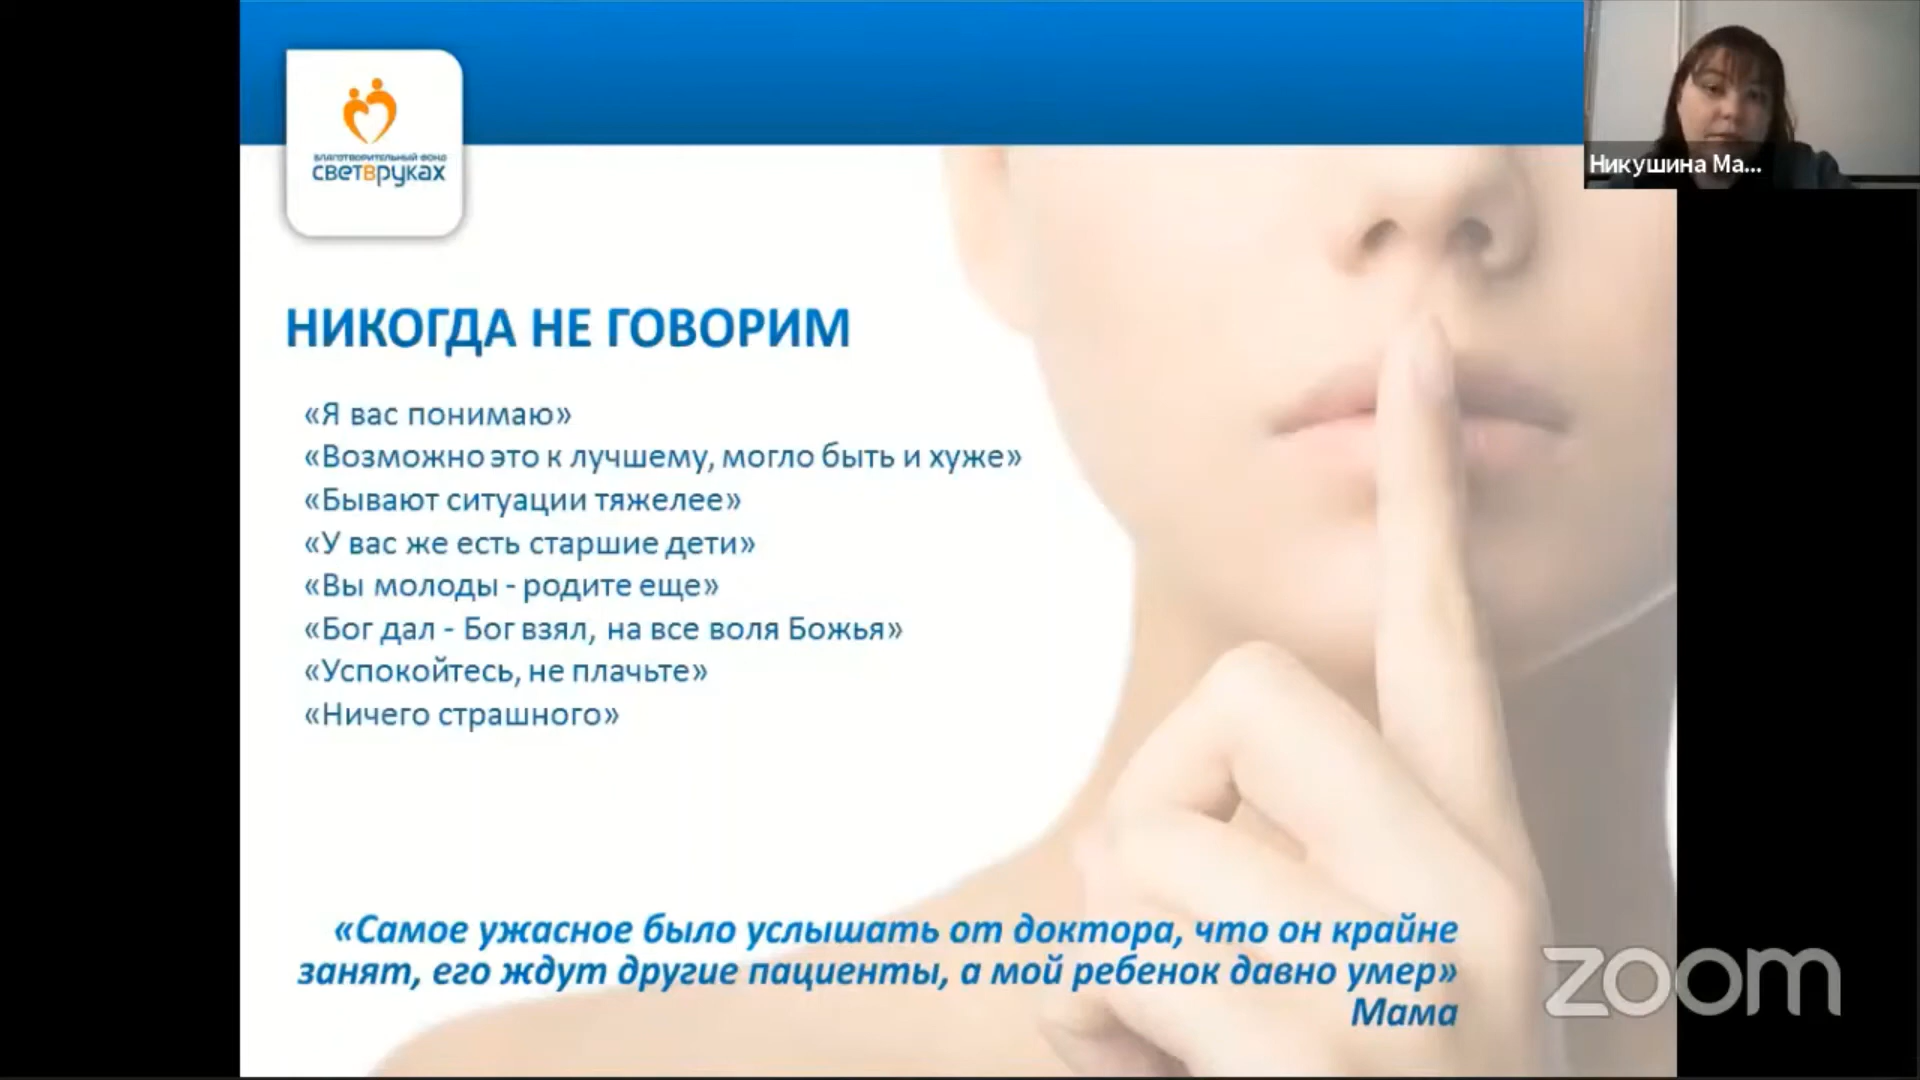 БЛАГОТВОРИТЕЛЬНЫЙ ФОНД
СВЕТВРУКАХ
Никушина Ма...
НИКОГДА НЕ ГОВОРИМ
«Я вас понимаю»
«Возможно это к лучшему, могло быть и хуже»
«Бывают ситуации тяжелее»
«У вас же есть старшие дети»
«Вы молоды - родите еще»
«Бог дал - Бог взял, на все воля Божья»
«Успокойтесь, не плачьте»
«Ничего страшного»
«Самое ужасное было услышать от доктора, что он крайне
занят, его ждут другие пациенты, а мой ребенок давно умер»
Мама
zoom